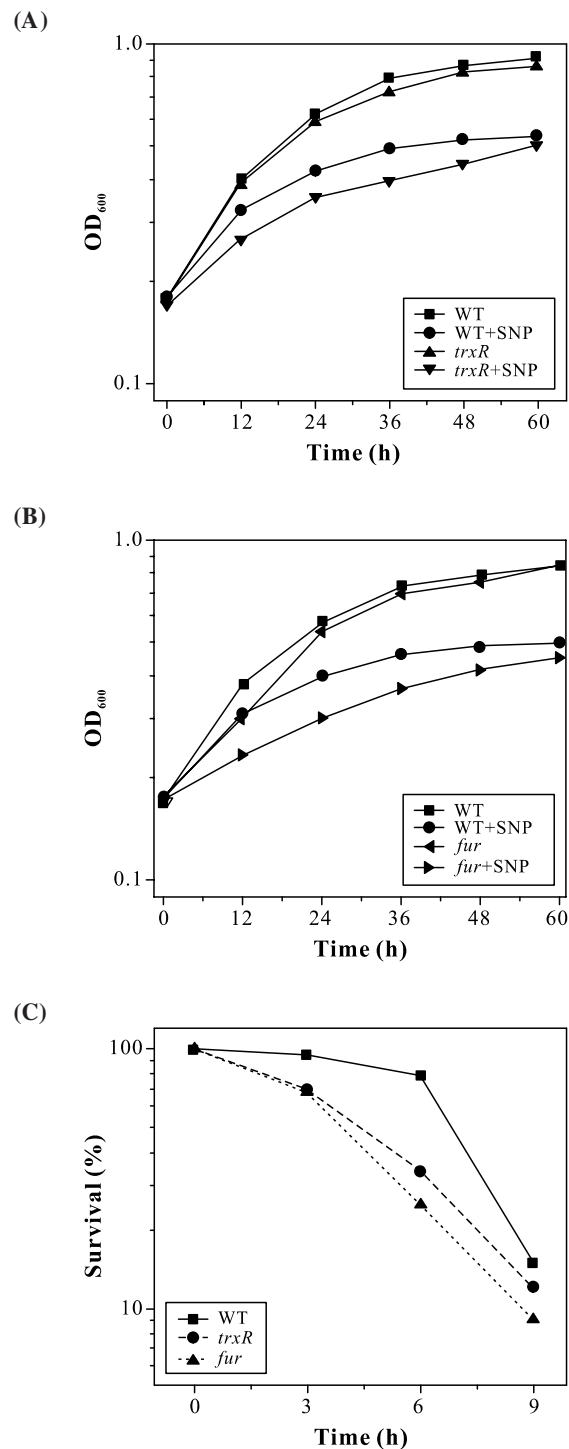 (A)
1.0
0.1
OD600
0 12 24 36 48 60
Time (h)
WT
WT+SNP
trxR
trxR+SNP
(B)
1.0
0.1
OD600
0 12 24 36 48 60
Time (h)
WT
WT+SNP
fur
fur+SNP
(C)
100
10
Survival (%)
0 3 6 9
Time (h)
WT
trxR
fur